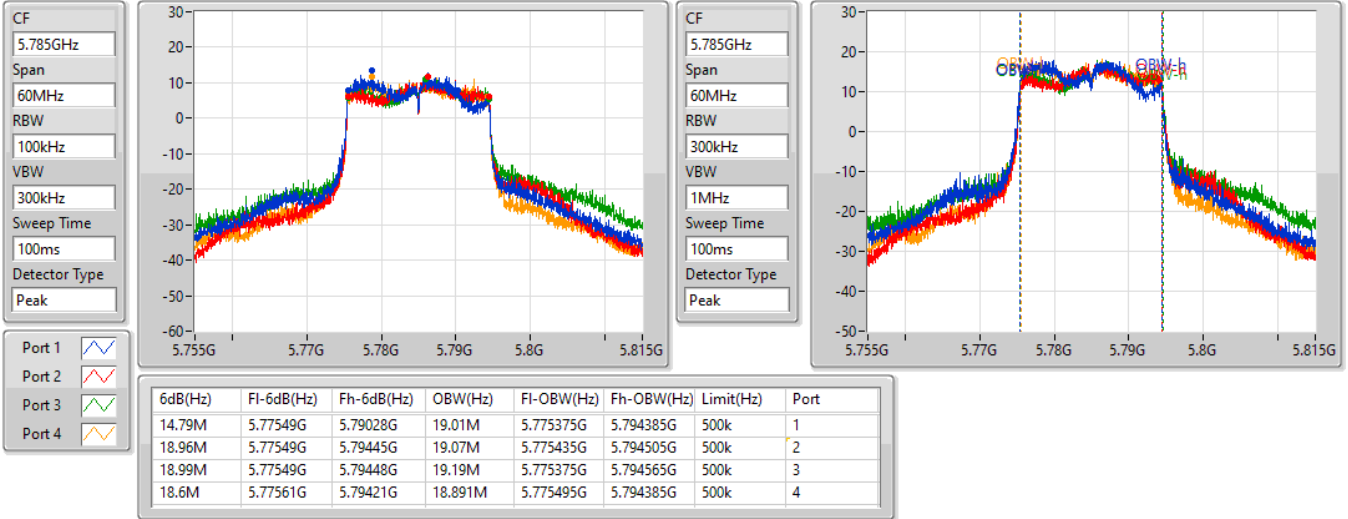 CF
5.785GHz
Span
60MHz
RBW
100kHz
VBW
300kHz
Sweep Time
100ms
Detector Type
Peak
30
20
10
0
-10
-20
-30
-40
-50
-60
5.755G 5.77G 5.78G 5.79G 5.8G 5.815G
CF
5.785GHz
Span
60MHz
RBW
300kHz
VBW
1MHz
Sweep Time
100ms
Detector Type
Peak
30
20
10
0
-10
-20
-30
-40
-50
OBW-h
5.755G 5.77G 5.78G 5.79G 5.8G 5.815G
Port 1
Port 2
Port 3
Port 4
6dB(Hz) Fl-6dB(Hz) Fh-6dB(Hz) OBW(Hz) Fl-OBW(Hz) Fh-OBW(Hz) Limit(Hz) Port
14.79M 5.77549G 5.79028G 19.01M 5.775375G 5.794385G 500k 1
18.96M 5.77549G 5.79445G 19.07M 5.775435G 5.794505G 500k 2
18.99M 5.77549G 5.79448G 19.19M 5.775375G 5.794565G 500k 3
18.6M 5.77561G 5.79421G 18.891M 5.775495G 5.794385G 500k 4